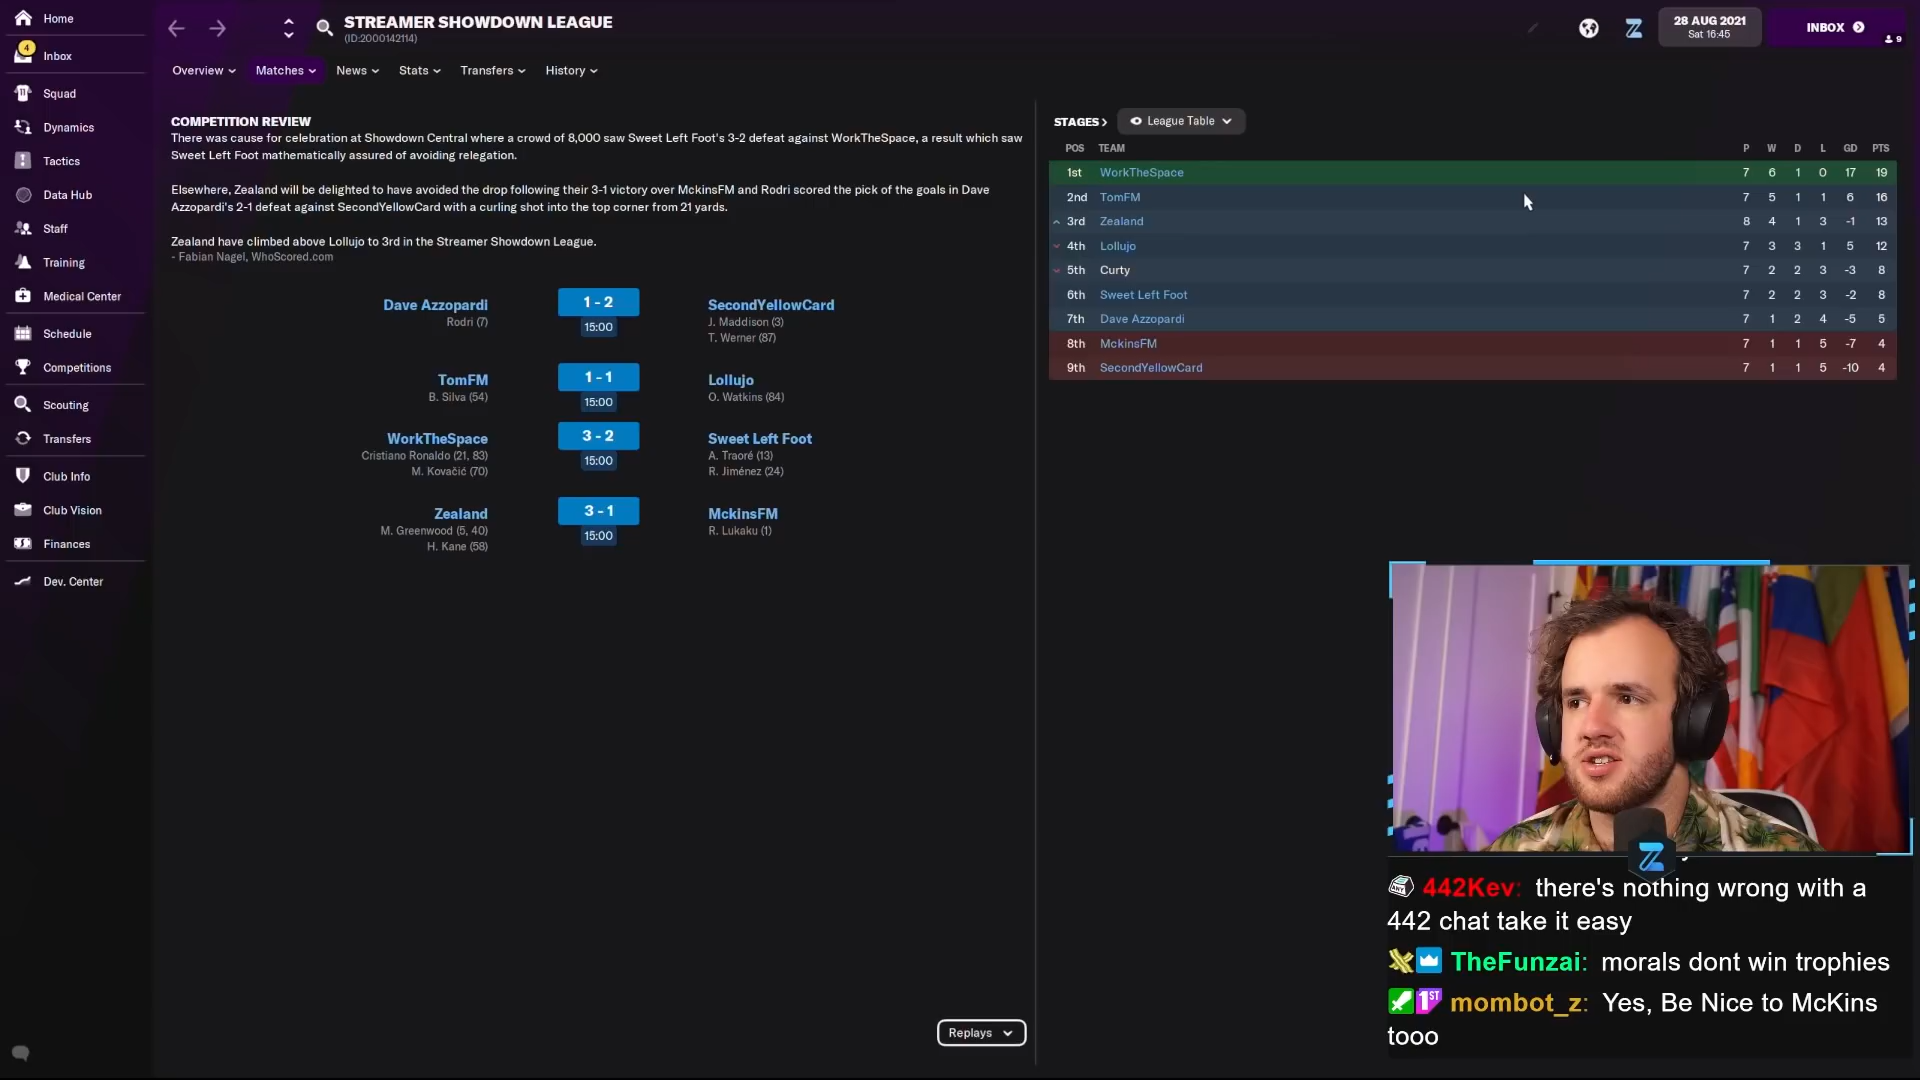 Home
4
Inbox
Squad
Dynamics
Tactics
Data Hub
Staff
Training
Medical Center
Schedule
Competitions
Scouting
Transfers
Club Info
Club Vision
Finances
Dev. Center
STREAMER SHOWDOWN LEAGUE
(ID:2000142114)
28 AUG 2021
Sat 16:45
INBOX
9
Overview
Matches
News
Stats
Transfers
History
COMPETITION REVIEW
There was cause for celebration at Showdown Central where a crowd of 8,000 saw Sweet Left Foot's 3-2 defeat against WorkTheSpace, a result which saw
Sweet Left Foot mathematically assured of avoiding relegation.
Elsewhere, Zealand will be delighted to have avoided the drop following their 3-1 victory over MckinsFM and Rodri scored the pick of the goals in Dave
Azzopardi's 2-1 defeat against SecondYellowCard with a curling shot into the top corner from 21 yards.
Zealand have climbed above Lollujo to 3rd in the Streamer Showdown League.
- Fabian Nagel, WhoScored.com
Dave Azzopardi 1 - 2 SecondYellowCard
Rodri (7) 15:00 J. Maddison (3)
T. Werner (87)
TomFM 1 - 1 Lollujo
B. Silva (54) 15:00 O. Watkins (84)
WorkTheSpace 3 - 2 Sweet Left Foot
Cristiano Ronaldo (21, 83) 15:00 A. Traoré (13)
M. Kovačić (70) R. Jiménez (24)
Zealand 3 - 1 MckinsFM
M. Greenwood (5, 40) 15:00 R. Lukaku (1)
H. Kane (58)
Replays
STAGES > League Table
POS TEAM P W D L GD PTS
1st WorkTheSpace 7 6 1 0 17 19
2nd TomFM 7 5 1 1 6 16
3rd Zealand 8 4 1 3 -1 13
4th Lollujo 7 3 3 1 5 12
5th Curty 7 2 2 3 -3 8
6th Sweet Left Foot 7 2 2 3 -2 8
7th Dave Azzopardi 7 1 2 4 -5 5
8th MckinsFM 7 1 1 5 -7 4
9th SecondYellowCard 7 1 1 5 -10 4
442Kev: there's nothing wrong with a
442 chat take it easy
TheFunzai: morals dont win trophies
1ST mombot_z: Yes, Be Nice to McKins
tooo